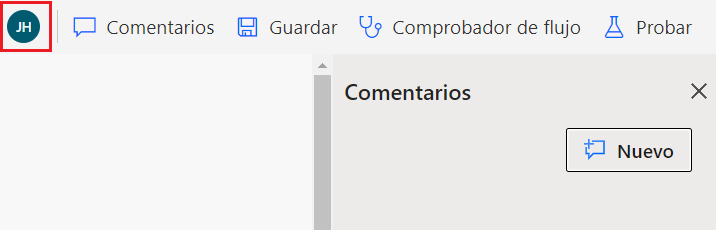 JH Comentarios Guardar Comprobador de flujo Probar
Comentarios
Nuevo